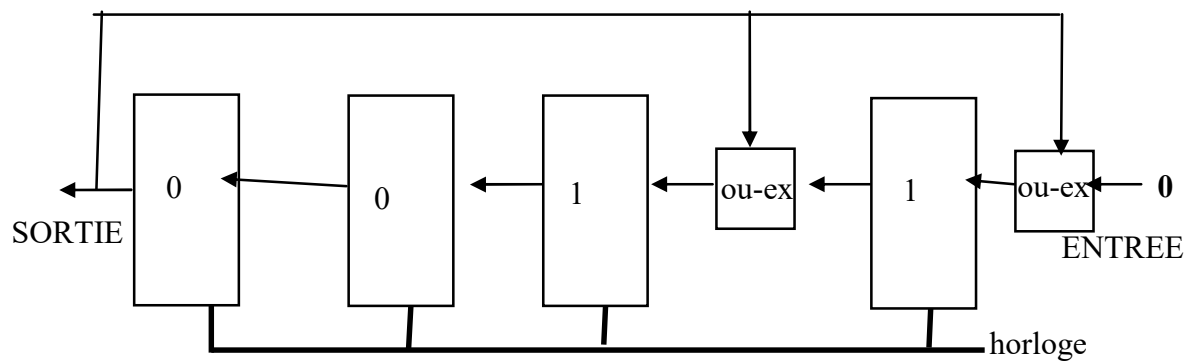 0 0 1 ou-ex 1 ou-ex 0
SORTIE
ENTREE
horloge